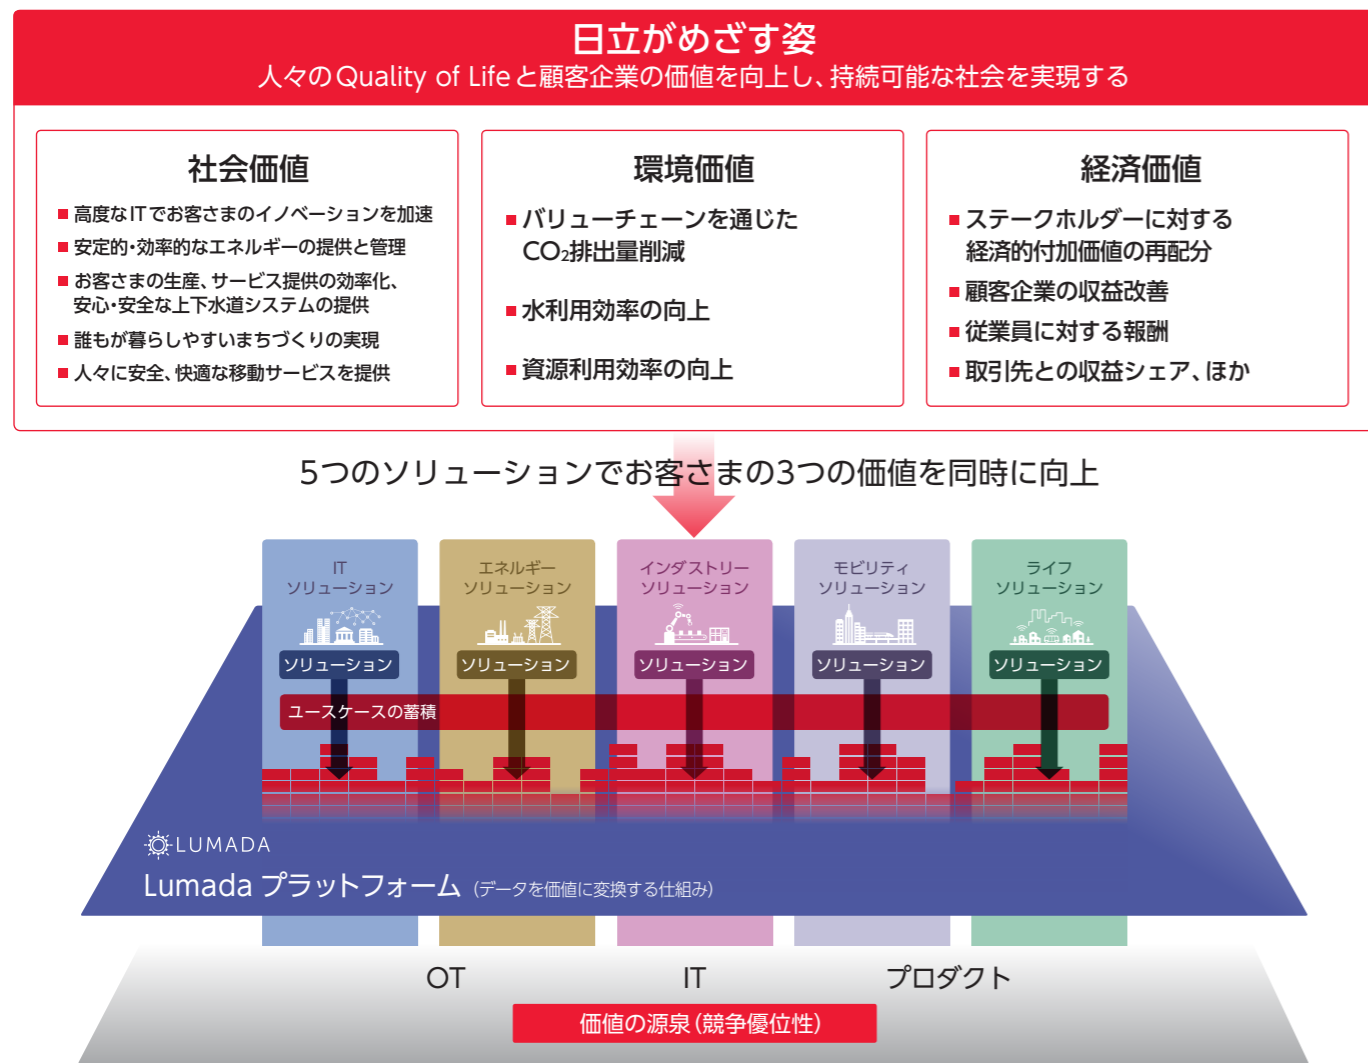 日立がめざす姿
人々のQuality of Lifeと顧客企業の価値を向上し、持続可能な社会を実現する
社会価値
■ 高度なITでお客さまのイノベーションを加速
■ 安定的・効率的なエネルギーの提供と管理
■ お客さまの生産、サービス提供の効率化、
安心・安全な上下水道システムの提供
■ 誰もが暮らしやすいまちづくりの実現
■ 人々に安全、快適な移動サービスを提供
環境価値
■ バリューチェーンを通じた
CO₂排出量削減
■ 水利用効率の向上
■ 資源利用効率の向上
経済価値
■ ステークホルダーに対する
経済的付加価値の再配分
■ 顧客企業の収益改善
■ 従業員に対する報酬
■ 取引先との収益シェア、ほか
5つのソリューションでお客さまの3つの価値を同時に向上
IT
ソリューション
ソリューション
エネルギー
ソリューション
ソリューション
インダストリー
ソリューション
ソリューション
モビリティ
ソリューション
ソリューション
ライフ
ソリューション
ソリューション
ユースケースの蓄積
LUMADA
Lumada プラットフォーム(データを価値に変換する仕組み)
OT IT プロダクト
価値の源泉(競争優位性)